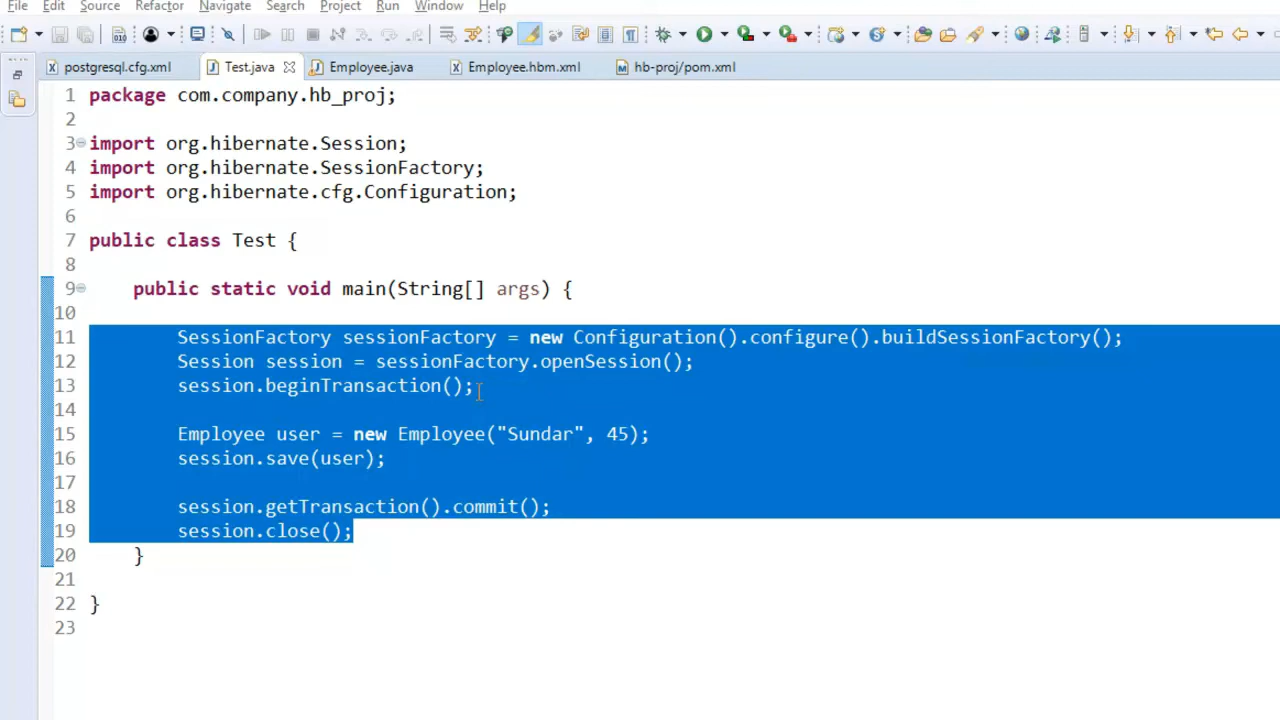 File Edit Source Refactor Navigate Search Project Run Window Help
postgresql.cfg.xml Test.java Employee.java Employee.hbm.xml hb-proj/pom.xml
1 package com.company.hb_proj;
2
3 import org.hibernate.Session;
4 import org.hibernate.SessionFactory;
5 import org.hibernate.cfg.Configuration;
6
7 public class Test {
8
9 public static void main(String[] args) {
10
11 SessionFactory sessionFactory = new Configuration().configure().buildSessionFactory();
12 Session session = sessionFactory.openSession();
13 session.beginTransaction();
14
15 Employee user = new Employee("Sundar", 45);
16 session.save(user);
17
18 session.getTransaction().commit();
19 session.close();
20 }
21
22 }
23